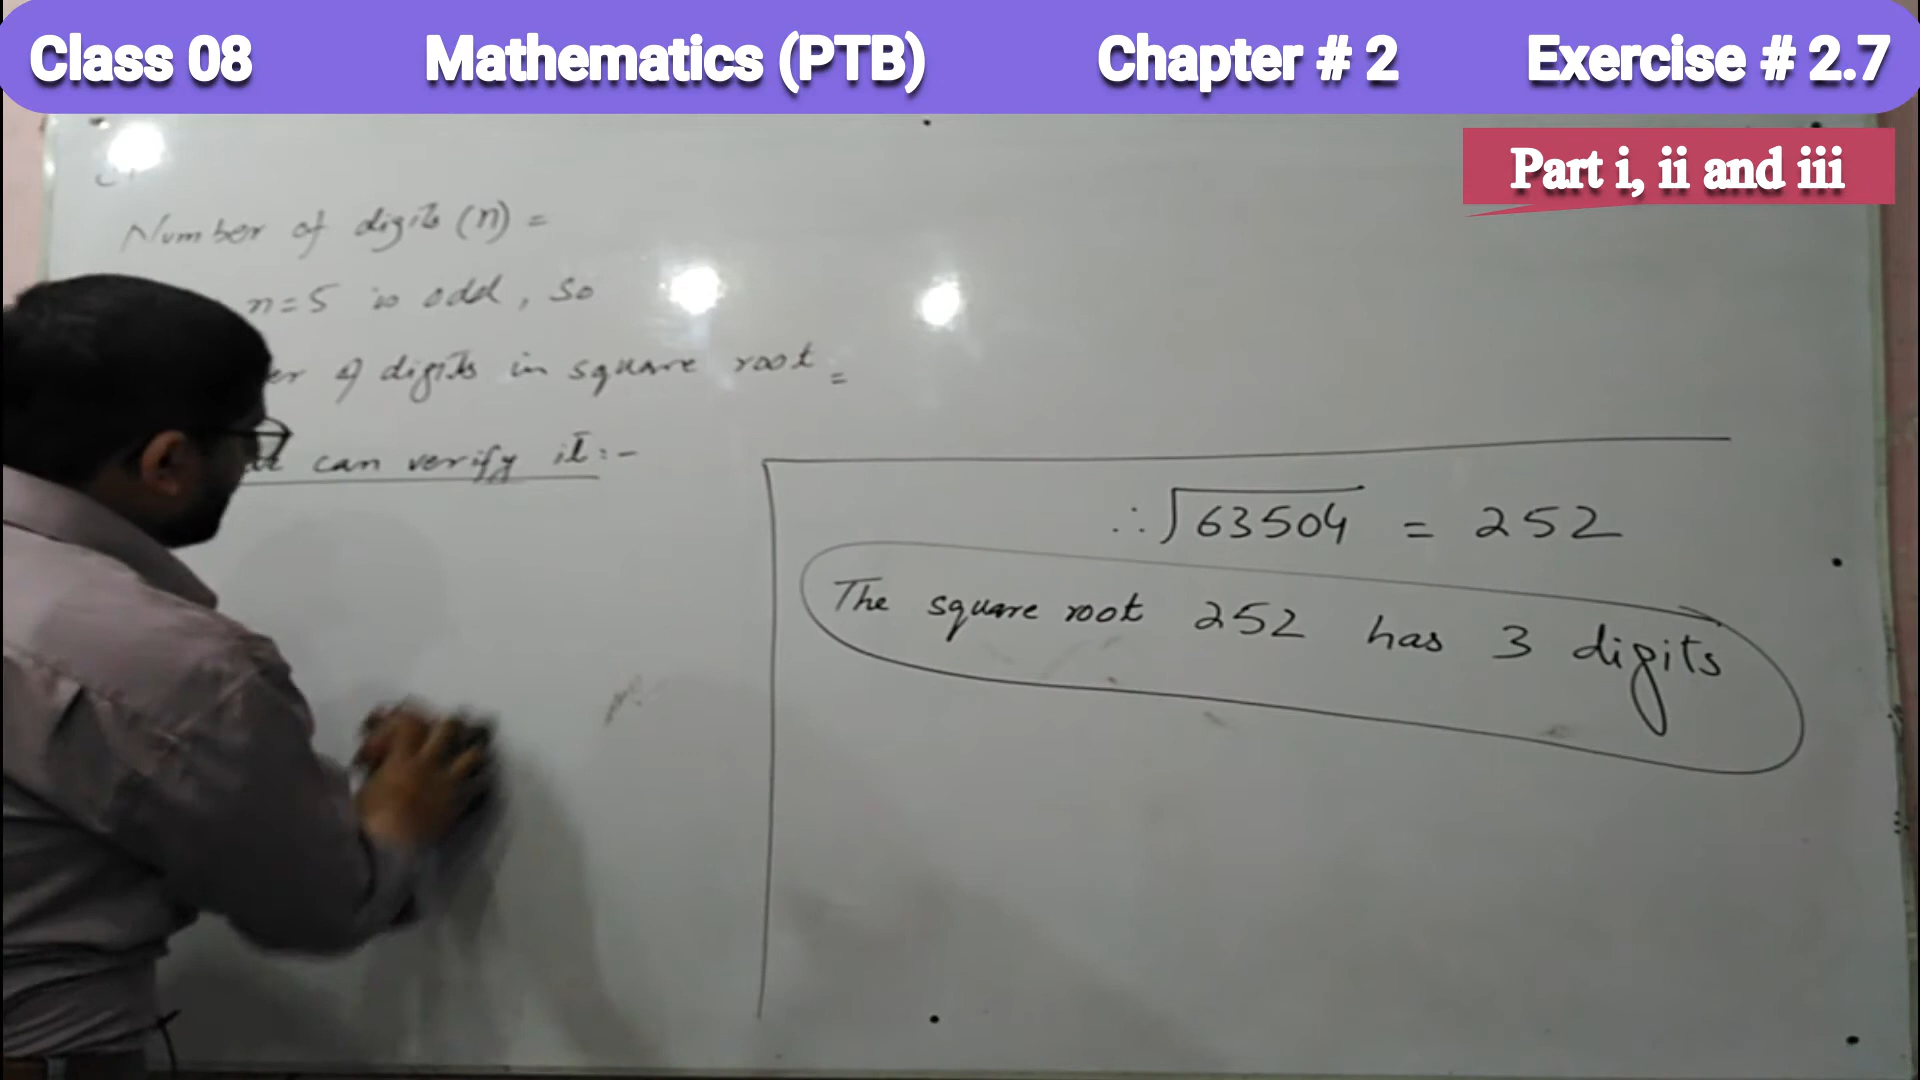 Class 08 Mathematics (PTB) Chapter # 2 Exercise # 2.7
Part i, ii and iii
Number of digits (n) =
n=5 is odd, so
of digits in square root =
can verify it:-
∴√63504 = 252
The square root 252 has 3 digits